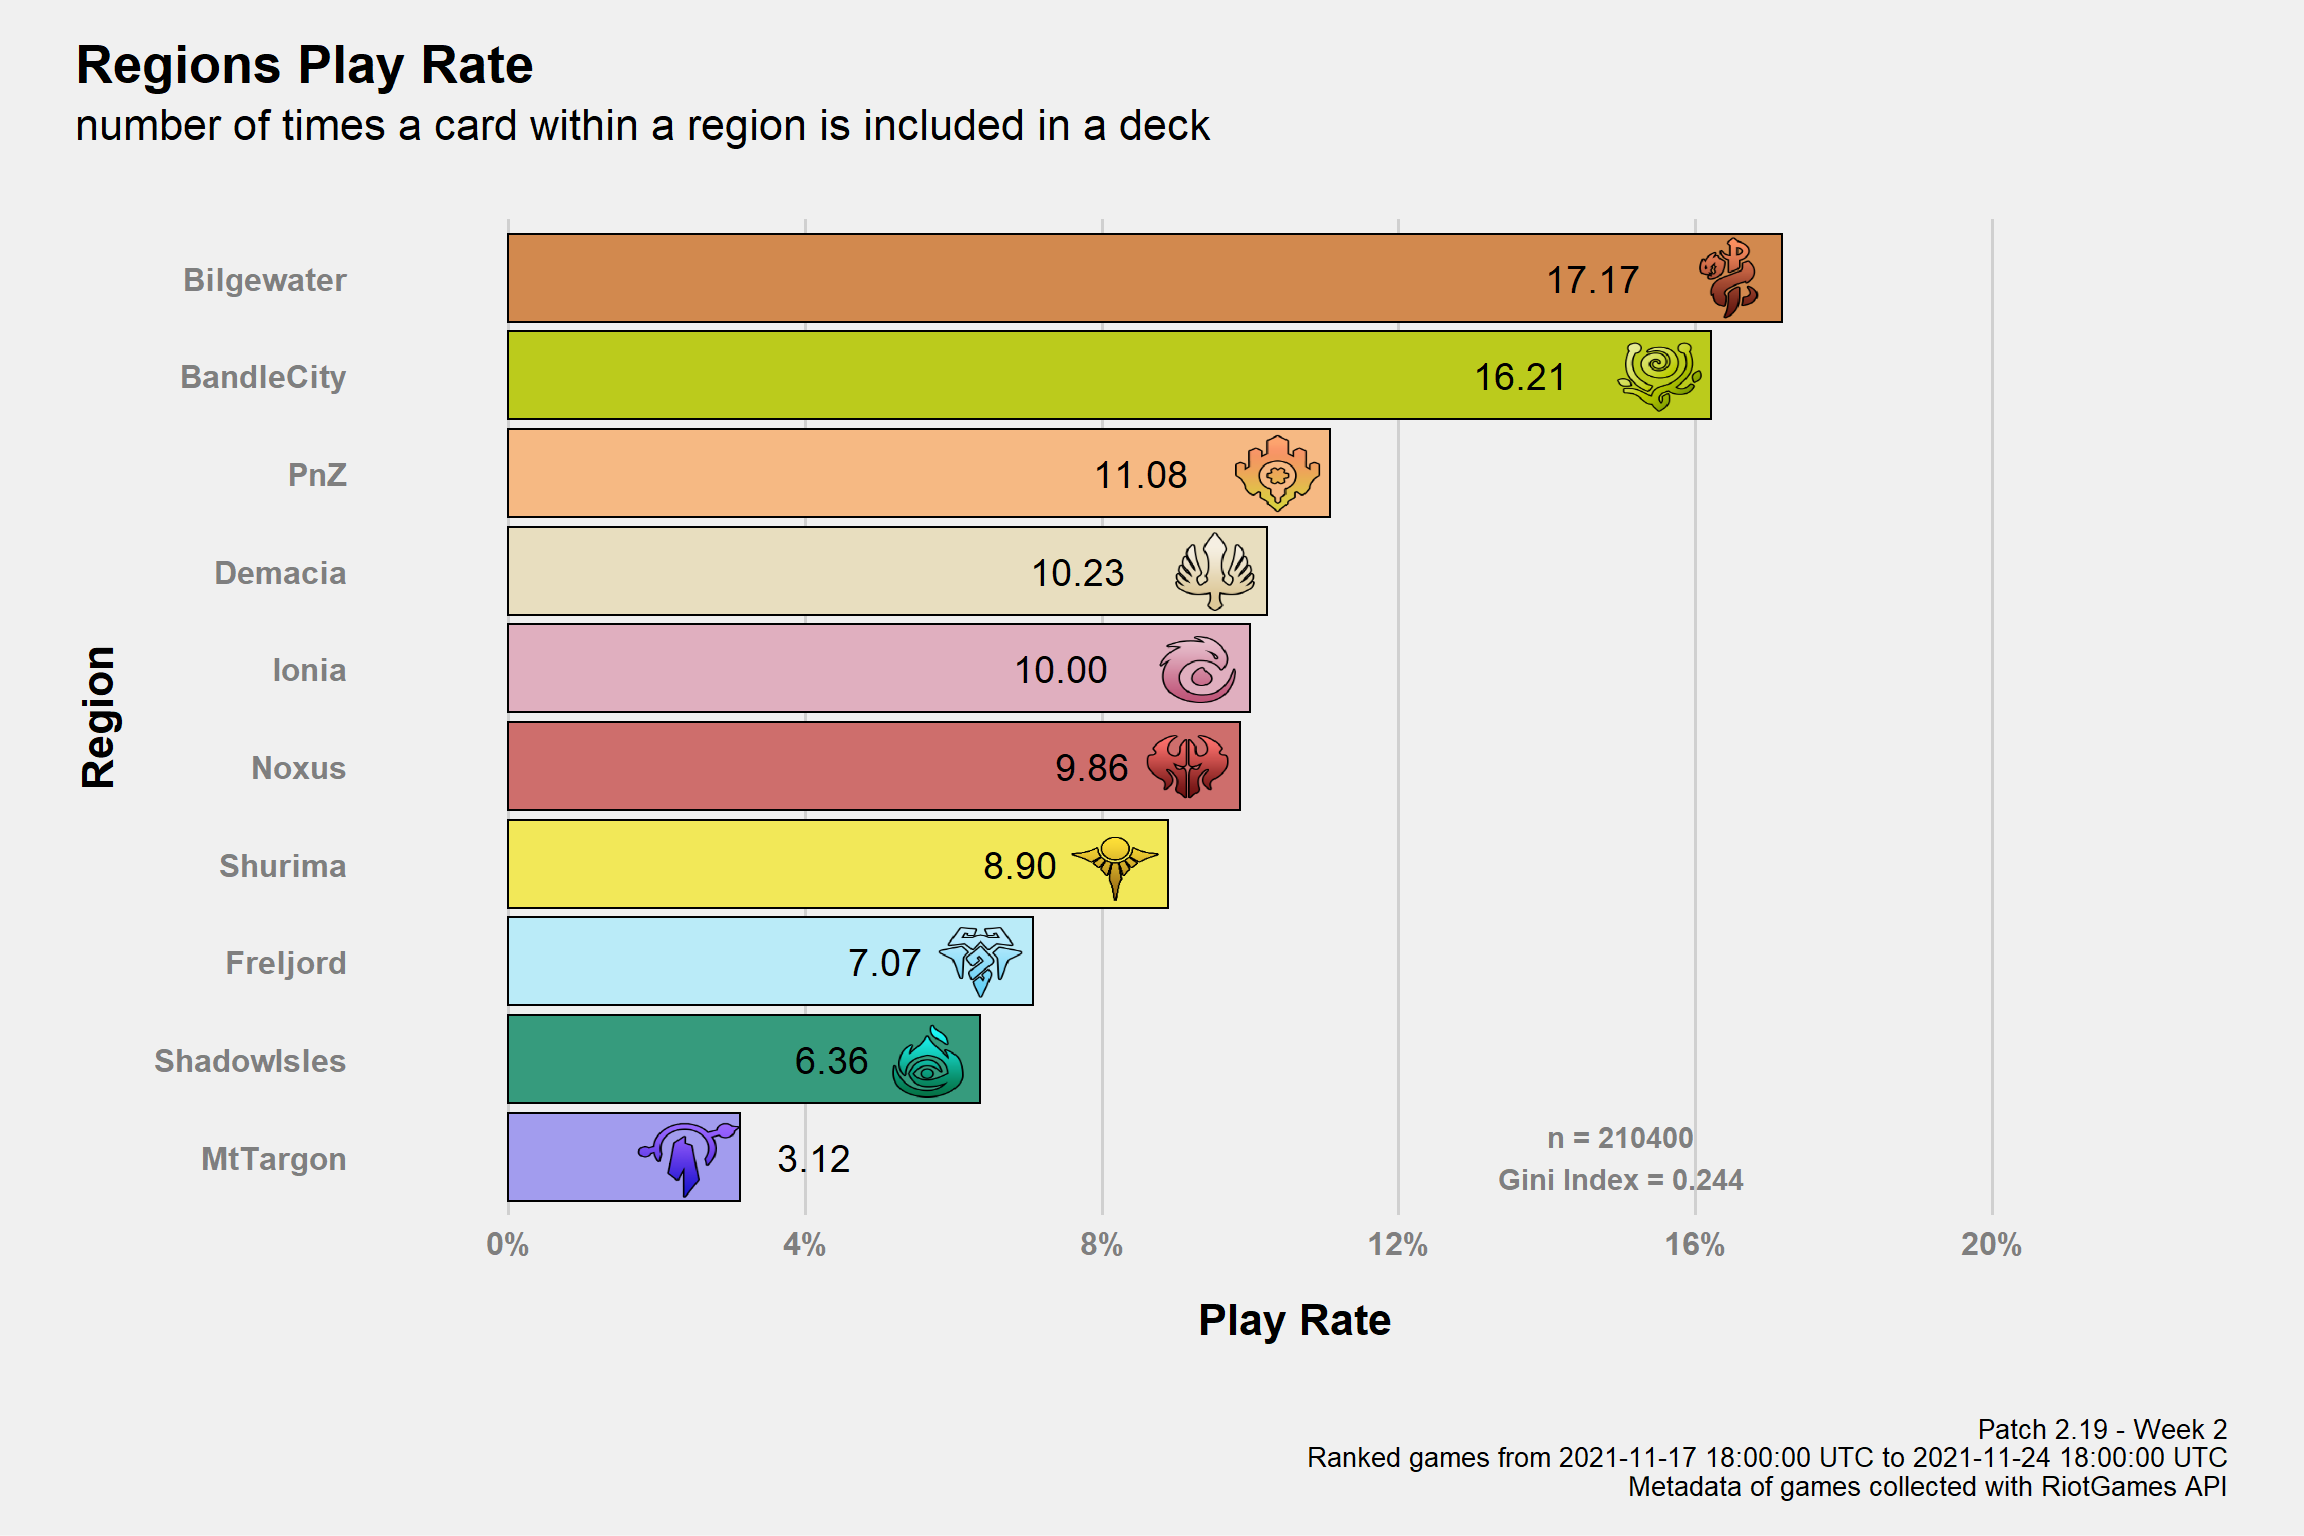 Regions Play Rate
number of times a card within a region is included in a deck
Region
Bilgewater 17.17
BandleCity 16.21
PnZ 11.08
Demacia 10.23
Ionia 10.00
Noxus 9.86
Shurima 8.90
Freljord 7.07
ShadowIsles 6.36
MtTargon 3.12
n = 210400
Gini Index = 0.244
0% 4% 8% 12% 16% 20%
Play Rate
Patch 2.19 - Week 2
Ranked games from 2021-11-17 18:00:00 UTC to 2021-11-24 18:00:00 UTC
Metadata of games collected with RiotGames API